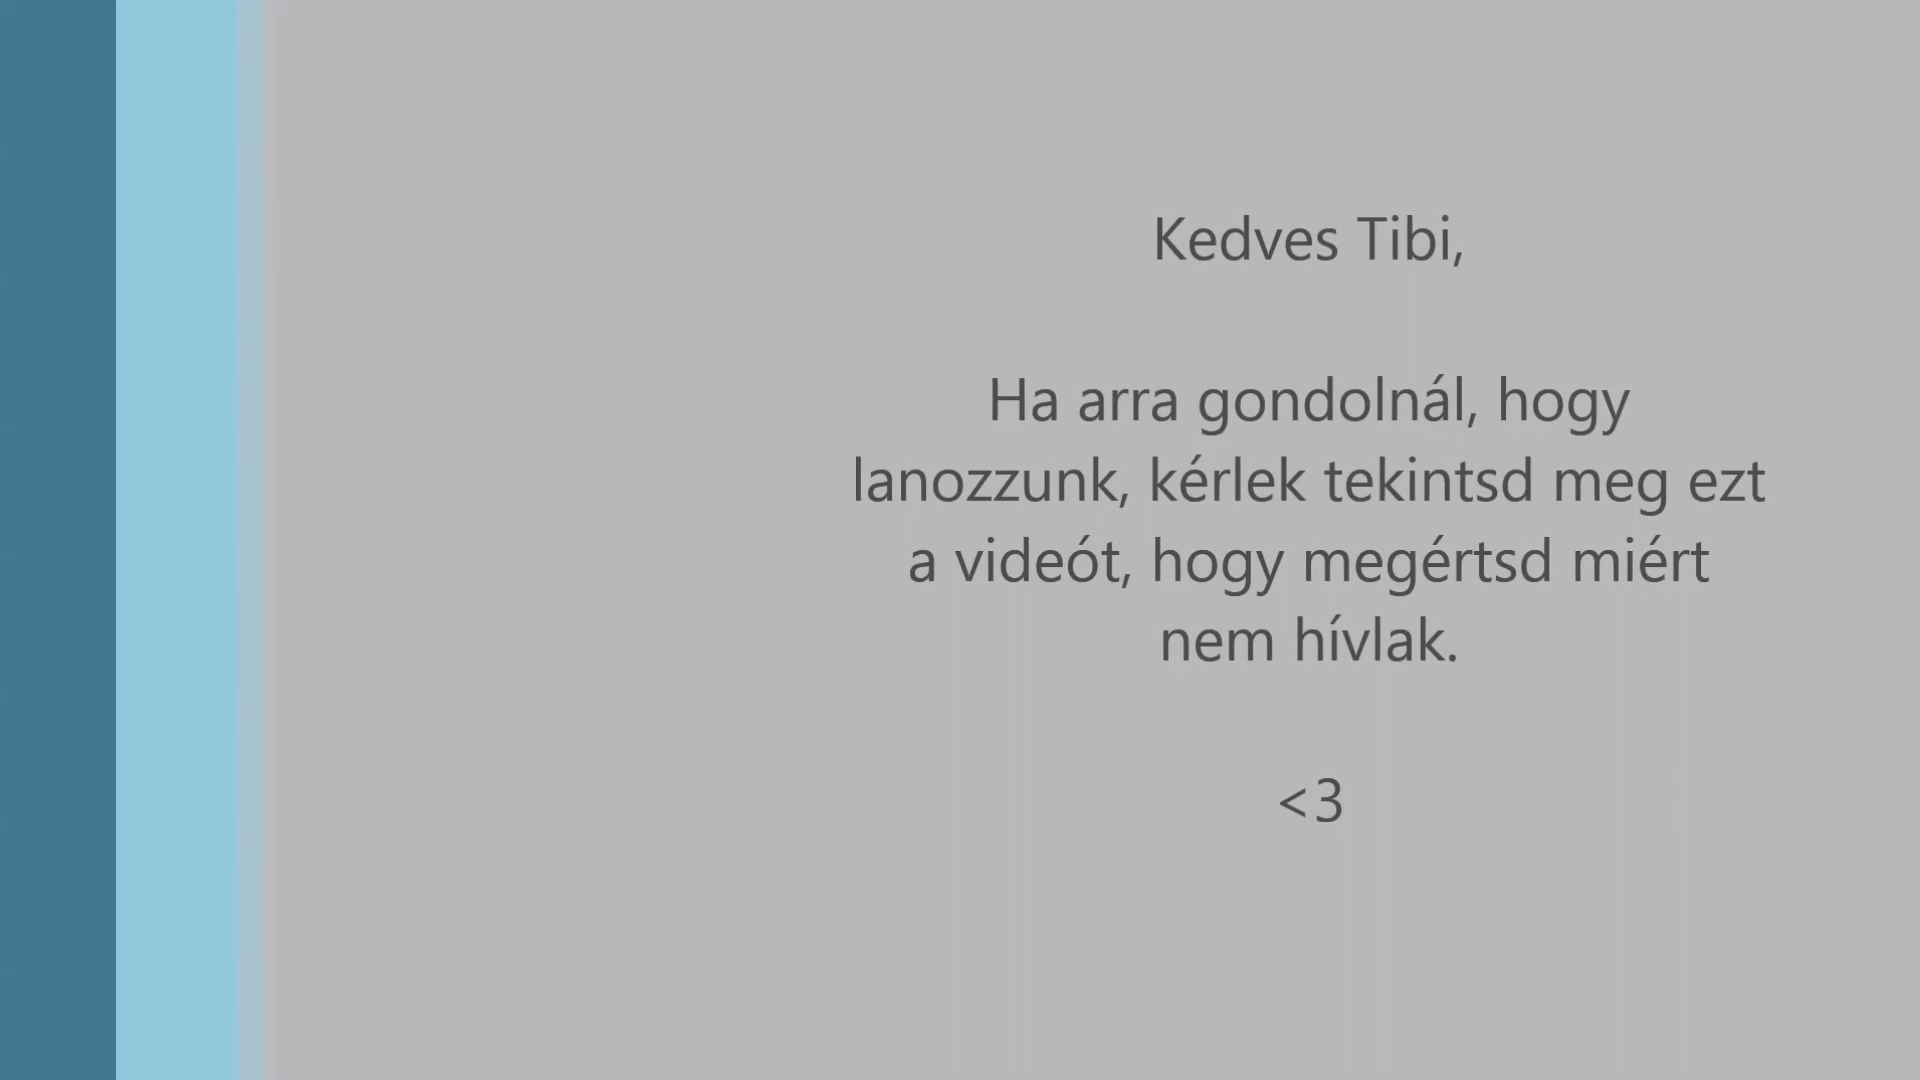 Kedves Tibi,
Ha arra gondolnál, hogy
lanozzunk, kérlek tekintsd meg ezt
a videót, hogy megértsd miért
nem hívlak.
<3